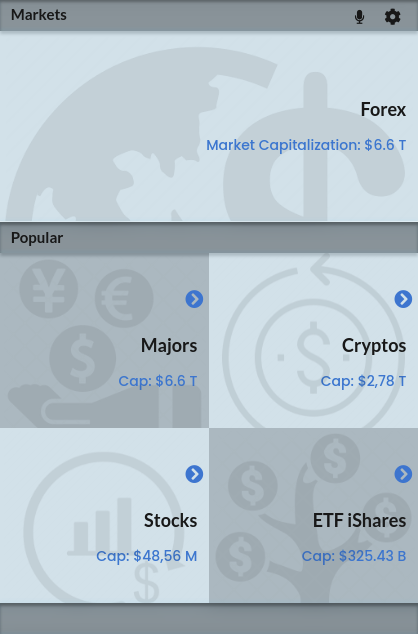 Markets
Forex
Market Capitalization: $6.6 T
Popular
Majors
Cap: $6.6 T
Cryptos
Cap: $2,78 T
Stocks
Cap: $48,56 M
ETF iShares
Cap: $325.43 B